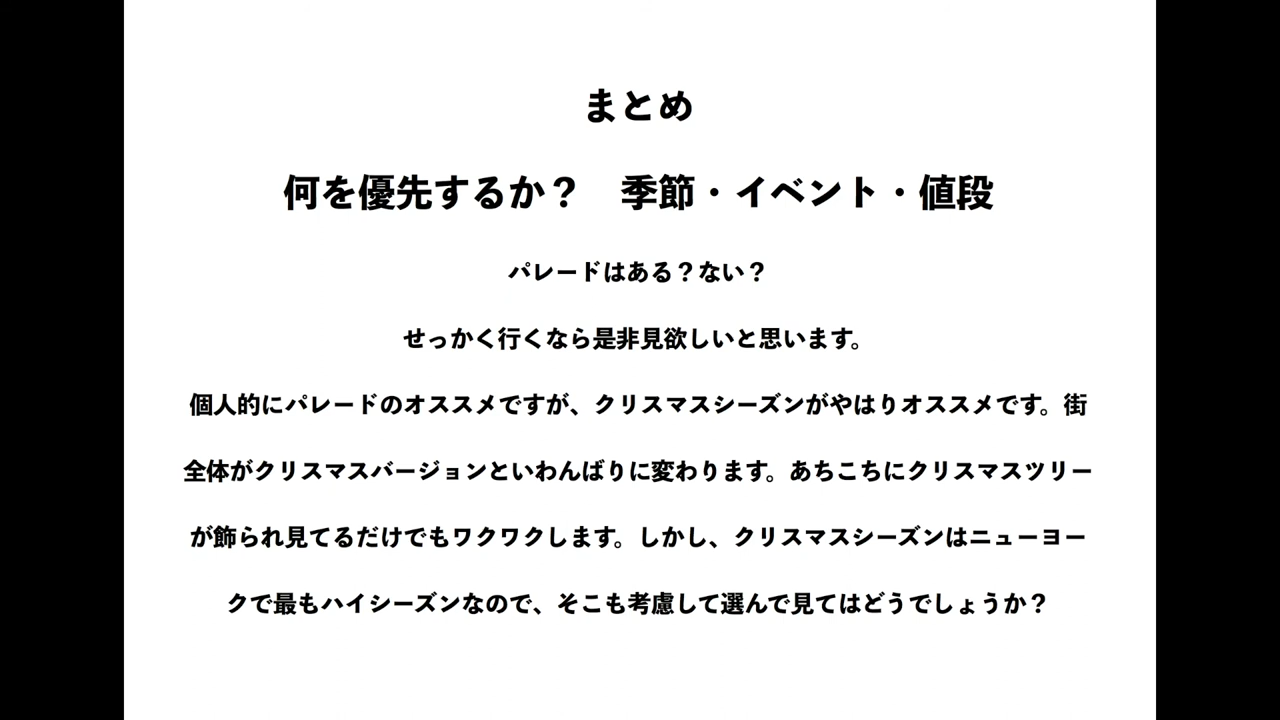 まとめ
何を優先するか？　季節・イベント・値段
パレードはある？ない？
せっかく行くなら是非見欲しいと思います。
個人的にパレードのオススメですが、クリスマスシーズンがやはりオススメです。街
全体がクリスマスバージョンといわんばりに変わります。あちこちにクリスマスツリー
が飾られ見てるだけでもワクワクします。しかし、クリスマスシーズンはニューヨー
クで最もハイシーズンなので、そこも考慮して選んで見てはどうでしょうか？